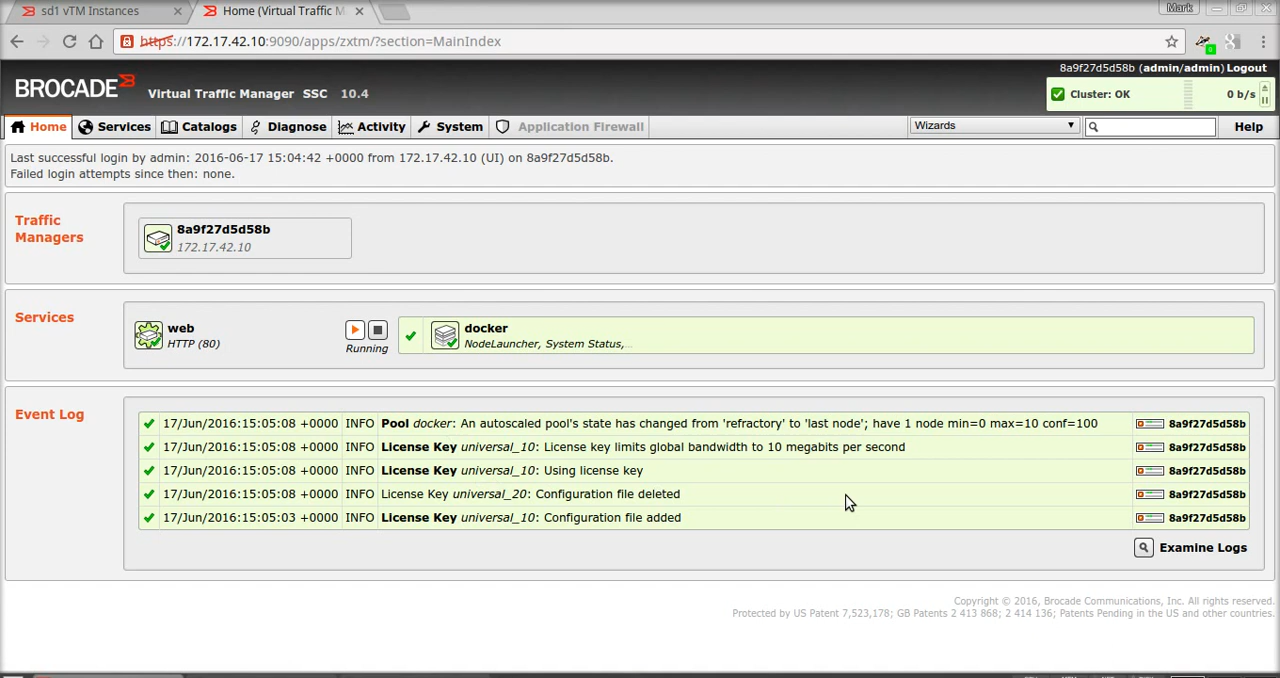 sd1 vTM Instances
Home (Virtual Traffic M
Mark
https://172.17.42.10:9090/apps/zxtm/?section=MainIndex
0
8a9f27d5d58b (admin/admin) Logout
BROCADE Virtual Traffic Manager SSC 10.4
Cluster: OK 0 b/s
Home Services Catalogs Diagnose Activity System Application Firewall Wizards Help
Last successful login by admin: 2016-06-17 15:04:42 +0000 from 172.17.42.10 (UI) on 8a9f27d5d58b.
Failed login attempts since then: none.
Traffic Managers
8a9f27d5d58b
172.17.42.10
Services
web
HTTP (80)
Running
docker
NodeLauncher, System Status,...
Event Log
17/Jun/2016:15:05:08 +0000 INFO Pool docker: An autoscaled pool's state has changed from 'refractory' to 'last node'; have 1 node min=0 max=10 conf=100 8a9f27d5d58b
17/Jun/2016:15:05:08 +0000 INFO License Key universal_10: License key limits global bandwidth to 10 megabits per second 8a9f27d5d58b
17/Jun/2016:15:05:08 +0000 INFO License Key universal_10: Using license key 8a9f27d5d58b
17/Jun/2016:15:05:08 +0000 INFO License Key universal_20: Configuration file deleted 8a9f27d5d58b
17/Jun/2016:15:05:03 +0000 INFO License Key universal_10: Configuration file added 8a9f27d5d58b
Examine Logs
Copyright © 2016, Brocade Communications, Inc. All rights reserved.
Protected by US Patent 7,523,178; GB Patents 2 413 868; 2 414 136; Patents Pending in the US and other countries.